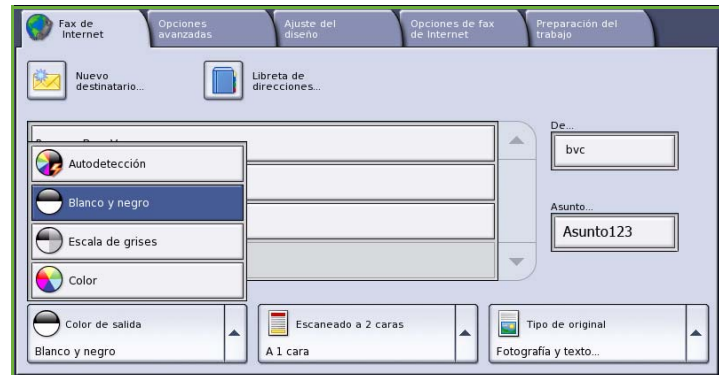 Fax de
Internet
Opciones
avanzadas
Ajuste del
diseño
Opciones de fax
de Internet
Preparación del
trabajo
Nuevo
destinatario...
Libreta de
direcciones...
De...
bvc
Autodetección
Blanco y negro
Asunto...
Asunto123
Escala de grises
Color
Color de salida
Blanco y negro
Escaneado a 2 caras
A 1 cara
Tipo de original
Fotografía y texto...